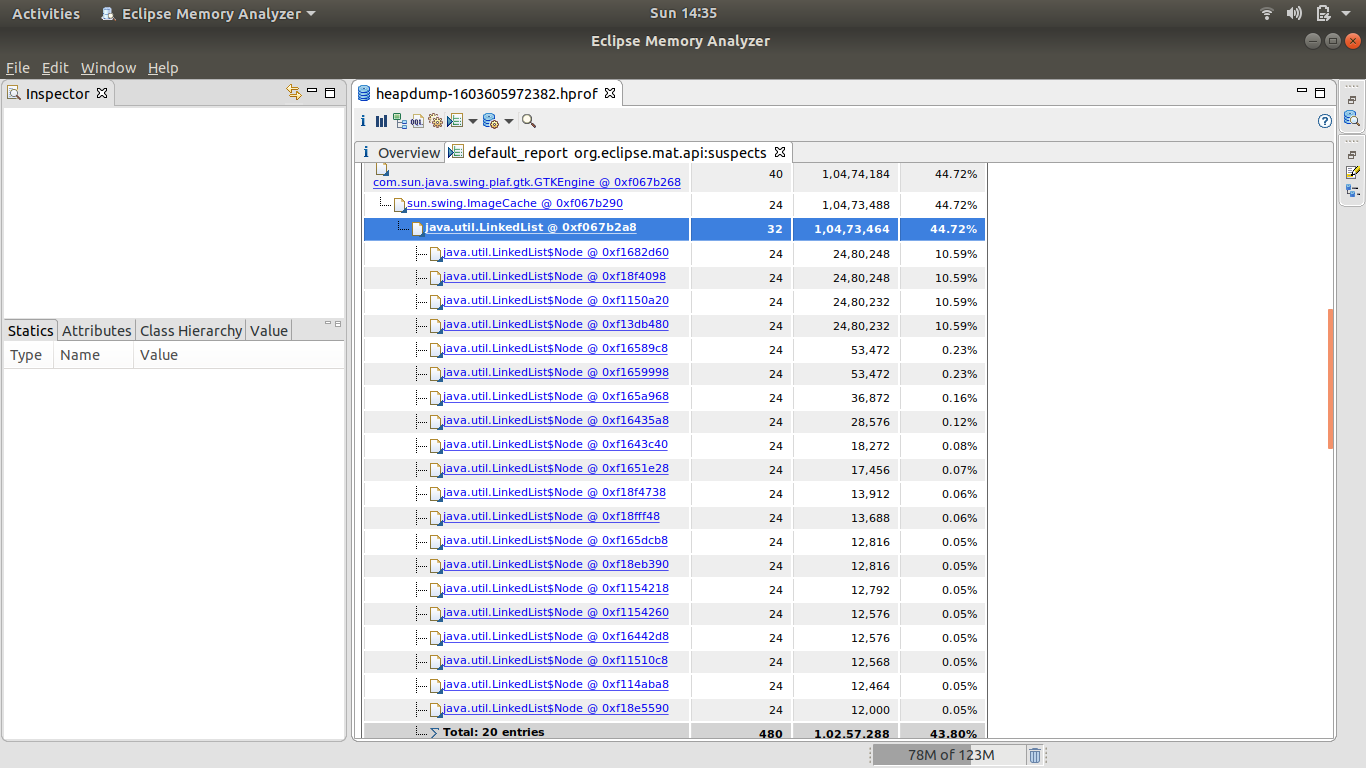 Activities Eclipse Memory Analyzer Sun 14:35
Eclipse Memory Analyzer
File Edit Window Help
Inspector
heapdump-1603605972382.hprof
i OQL
i Overview default_report org.eclipse.mat.api:suspects
com.sun.java.swing.plaf.gtk.GTKEngine @ 0xf067b268 40 1,04,74,184 44.72%
sun.swing.ImageCache @ 0xf067b290 24 1,04,73,488 44.72%
java.util.LinkedList @ 0xf067b2a8 32 1,04,73,464 44.72%
java.util.LinkedList$Node @ 0xf1682d60 24 24,80,248 10.59%
java.util.LinkedList$Node @ 0xf18f4098 24 24,80,248 10.59%
java.util.LinkedList$Node @ 0xf1150a20 24 24,80,232 10.59%
java.util.LinkedList$Node @ 0xf13db480 24 24,80,232 10.59%
java.util.LinkedList$Node @ 0xf16589c8 24 53,472 0.23%
java.util.LinkedList$Node @ 0xf1659998 24 53,472 0.23%
java.util.LinkedList$Node @ 0xf165a968 24 36,872 0.16%
java.util.LinkedList$Node @ 0xf16435a8 24 28,576 0.12%
java.util.LinkedList$Node @ 0xf1643c40 24 18,272 0.08%
java.util.LinkedList$Node @ 0xf1651e28 24 17,456 0.07%
java.util.LinkedList$Node @ 0xf18f4738 24 13,912 0.06%
java.util.LinkedList$Node @ 0xf18fff48 24 13,688 0.06%
java.util.LinkedList$Node @ 0xf165dcb8 24 12,816 0.05%
java.util.LinkedList$Node @ 0xf18eb390 24 12,816 0.05%
java.util.LinkedList$Node @ 0xf1154218 24 12,792 0.05%
java.util.LinkedList$Node @ 0xf1154260 24 12,576 0.05%
java.util.LinkedList$Node @ 0xf16442d8 24 12,576 0.05%
java.util.LinkedList$Node @ 0xf11510c8 24 12,568 0.05%
java.util.LinkedList$Node @ 0xf114aba8 24 12,464 0.05%
java.util.LinkedList$Node @ 0xf18e5590 24 12,000 0.05%
Σ Total: 20 entries 480 1,02,57,288 43.80%
Statics Attributes Class Hierarchy Value
Type Name Value
78M of 123M